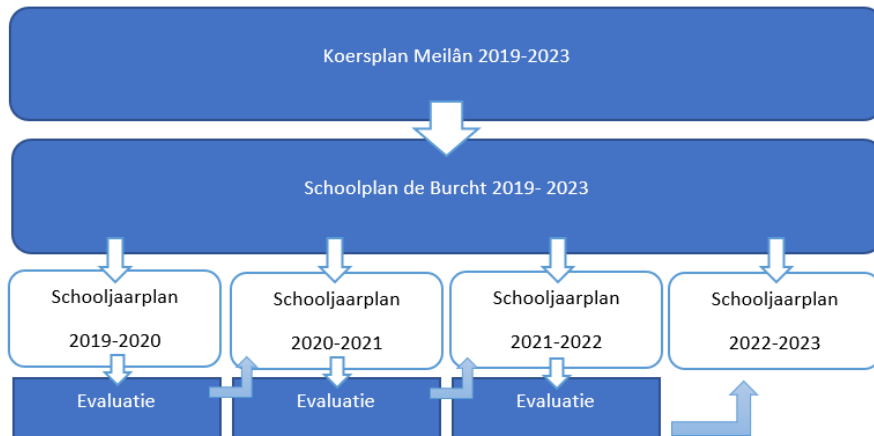 Koersplan Meilân 2019-2023
Schoolplan de Burcht 2019- 2023
Schooljaarplan
2019-2020
Schooljaarplan
2020-2021
Schooljaarplan
2021-2022
Schooljaarplan
2022-2023
Evaluatie
Evaluatie
Evaluatie